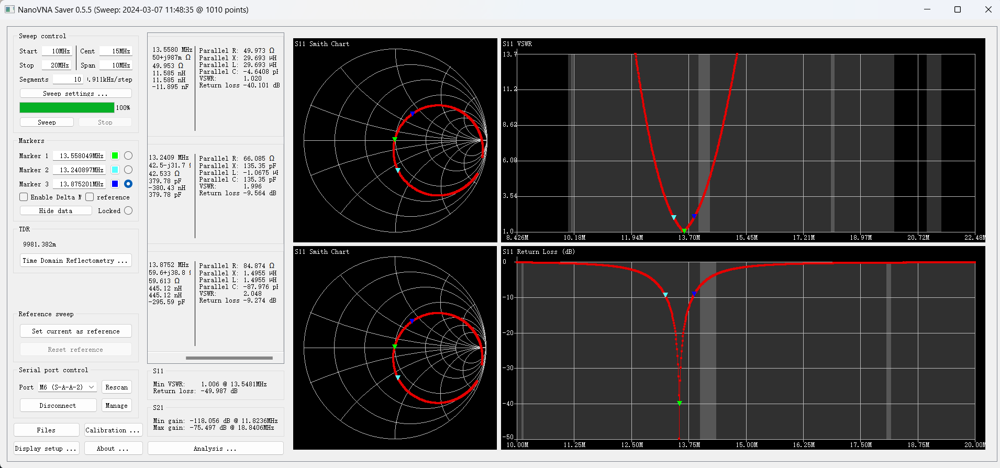 NanoVNA Saver 0.5.5 (Sweep: 2024-03-07 11:48:35 @ 1010 points)
Sweep control
Start 10MHz Cent 15MHz
Stop 20MHz Span 10MHz
Segments 10 .911kHz/step
Sweep settings ...
100%
Sweep Stop
Markers
Marker 1 13.558049MHz
Marker 2 13.240897MHz
Marker 3 13.875201MHz
Enable Delta M reference
Hide data Locked
TDR
9981.382m
Time Domain Reflectometry ...
Reference sweep
Set current as reference
Reset reference
Serial port control
Port M6 (S-A-A-2) Rescan
Disconnect Manage
Files Calibration ...
Display setup ... About ...
13.5580 MHz
50+j987m Ω
49.953 Ω
11.585 nH
11.585 nH
-11.895 nF
Parallel R: 49.973 Ω
Parallel X: 29.693 µH
Parallel L: 29.693 µH
Parallel C: -4.6408 pF
VSWR: 1.020
Return loss -40.101 dB
13.2409 MHz
42.5-j31.7 Ω
42.533 Ω
379.78 pF
-380.43 nH
379.78 pF
Parallel R: 66.085 Ω
Parallel X: 135.35 pF
Parallel L: -1.0675 µH
Parallel C: 135.35 pF
VSWR: 1.996
Return loss -9.564 dB
13.8752 MHz
59.6+j38.8 Ω
59.613 Ω
445.12 nH
445.12 nH
-295.59 pF
Parallel R: 84.874 Ω
Parallel X: 1.4955 µH
Parallel L: 1.4955 µH
Parallel C: -87.976 pF
VSWR: 2.048
Return loss -9.274 dB
S11
Min VSWR: 1.006 @ 13.5481MHz
Return loss: -49.987 dB
S21
Min gain: -118.056 dB @ 11.8236MHz
Max gain: -75.497 dB @ 18.8406MHz
Analysis ...
S11 Smith Chart
S11 VSWR
13.7
11.2
8.62
6.08
3.54
1.0
8.426M 10.18M 11.94M 13.70M 15.45M 17.21M 18.97M 20.72M 22.48M
S11 Smith Chart
S11 Return Loss (dB)
0
-10
-20
-30
-40
-50
10.00M 11.25M 12.50M 13.75M 15.00M 16.25M 17.50M 18.75M 20.00M